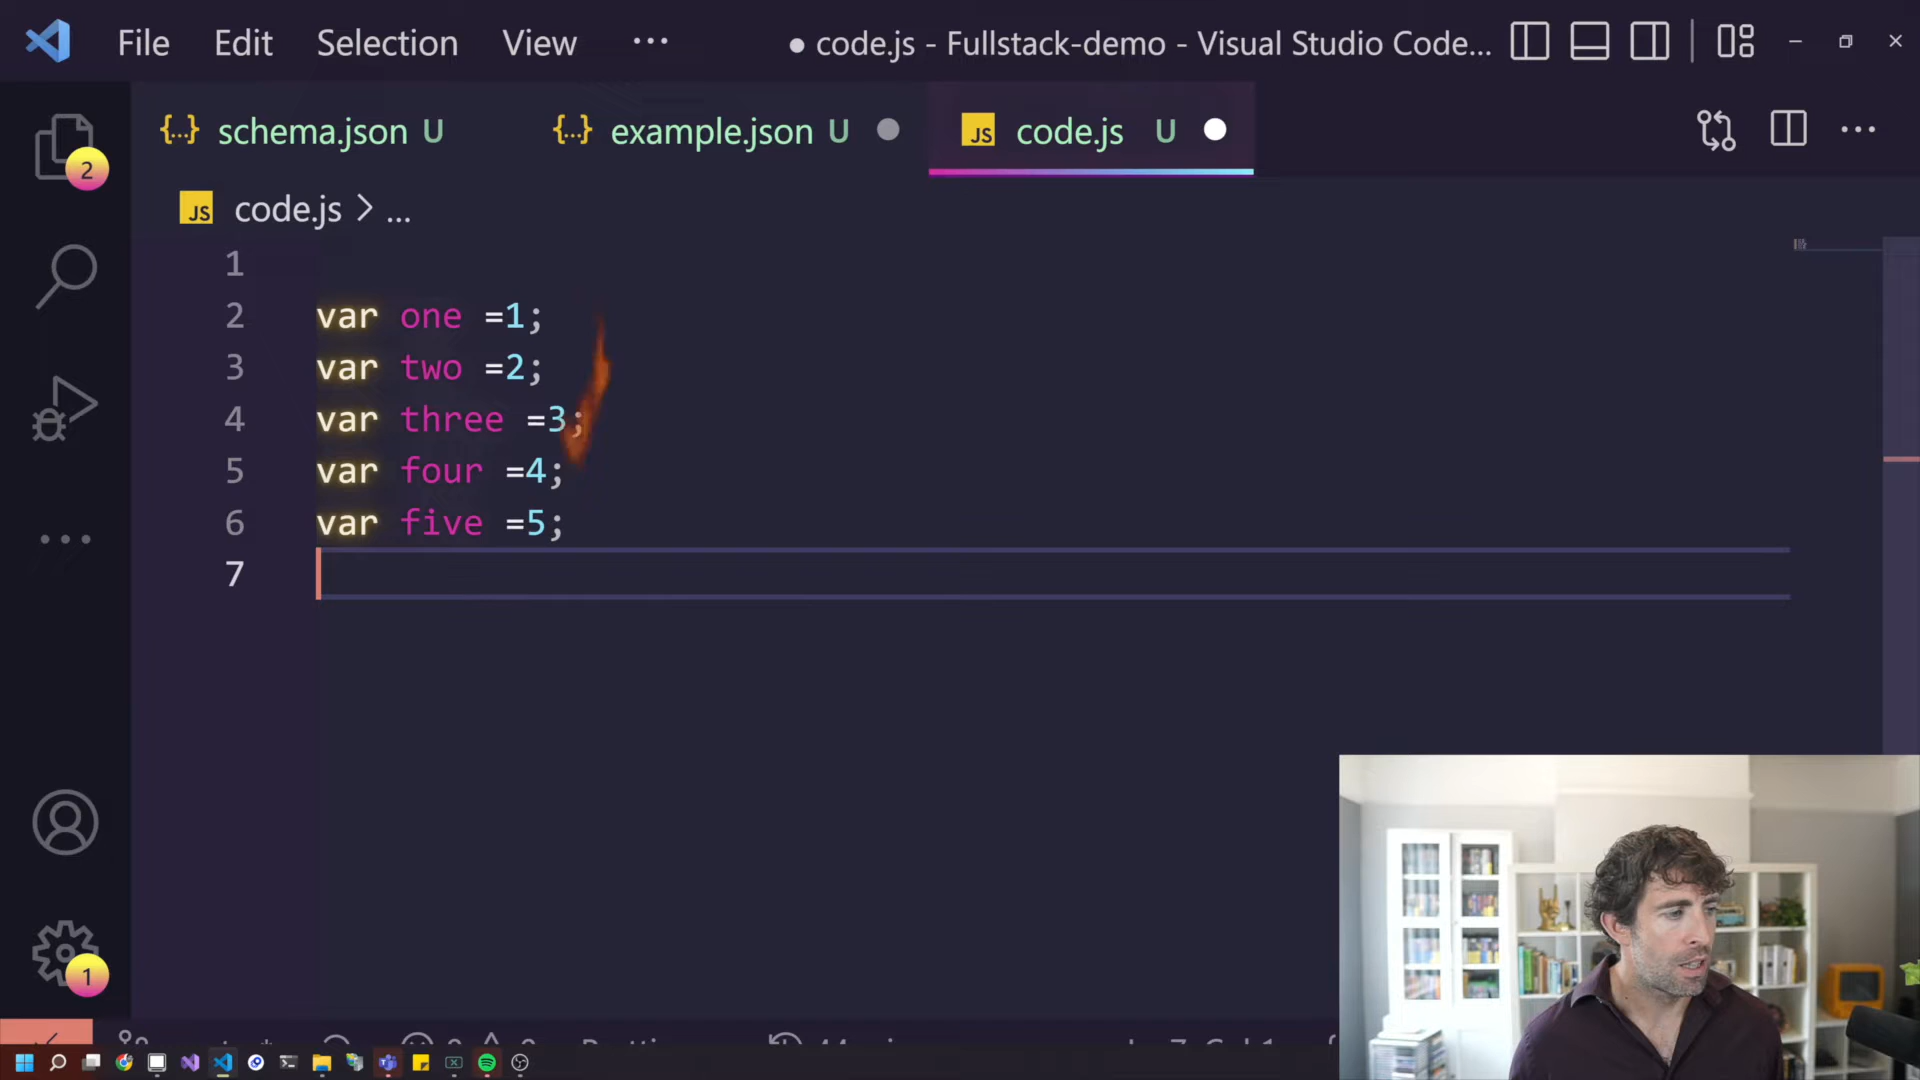 File Edit Selection View ... ● code.js - Fullstack-demo - Visual Studio Code...
{...} schema.json U {...} example.json U JS code.js U
2
JS code.js > ...
1
2 var one =1;
3 var two =2;
4 var three =3;
5 var four =4;
6 var five =5;
7
1